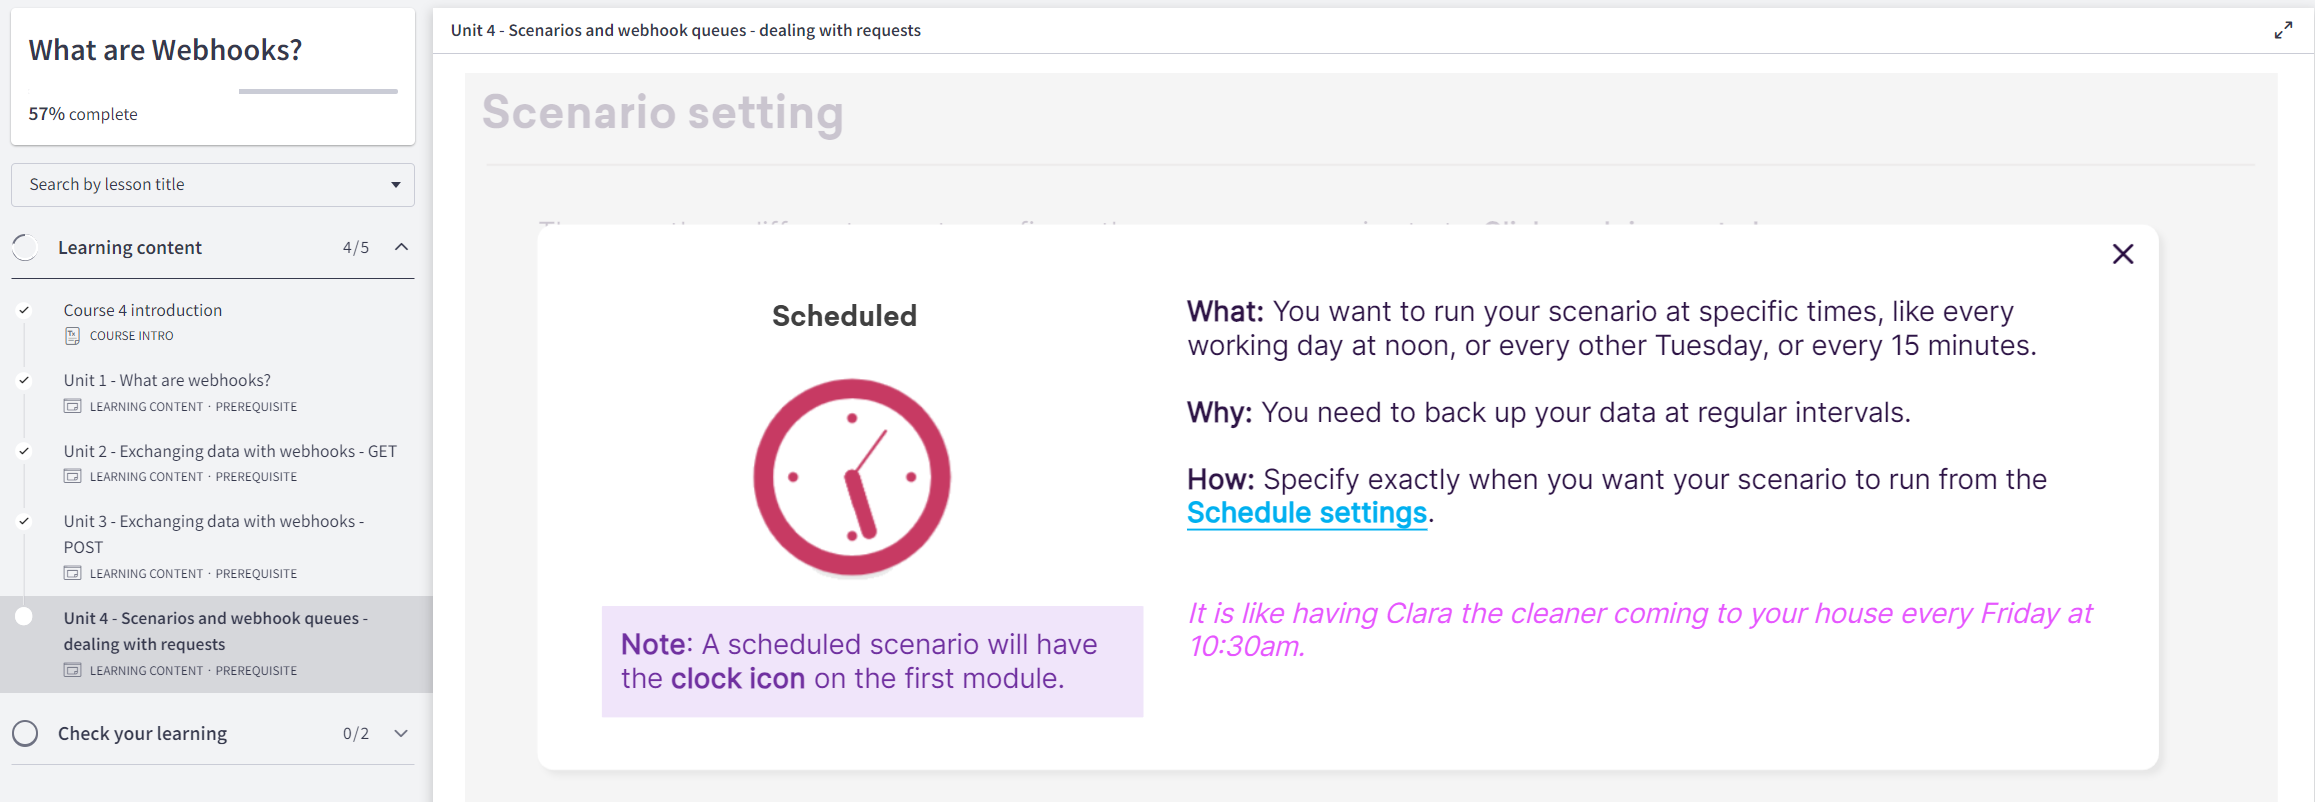 What are Webhooks?
57% complete
Search by lesson title
Learning content 4/5
Course 4 introduction
COURSE INTRO
Unit 1 - What are webhooks?
LEARNING CONTENT · PREREQUISITE
Unit 2 - Exchanging data with webhooks - GET
LEARNING CONTENT · PREREQUISITE
Unit 3 - Exchanging data with webhooks -
POST
LEARNING CONTENT · PREREQUISITE
Unit 4 - Scenarios and webhook queues -
dealing with requests
LEARNING CONTENT · PREREQUISITE
Check your learning 0/2
Unit 4 - Scenarios and webhook queues - dealing with requests
Scenario setting
Scheduled
Note: A scheduled scenario will have
the clock icon on the first module.
What: You want to run your scenario at specific times, like every
working day at noon, or every other Tuesday, or every 15 minutes.
Why: You need to back up your data at regular intervals.
How: Specify exactly when you want your scenario to run from the
Schedule settings.
It is like having Clara the cleaner coming to your house every Friday at
10:30am.